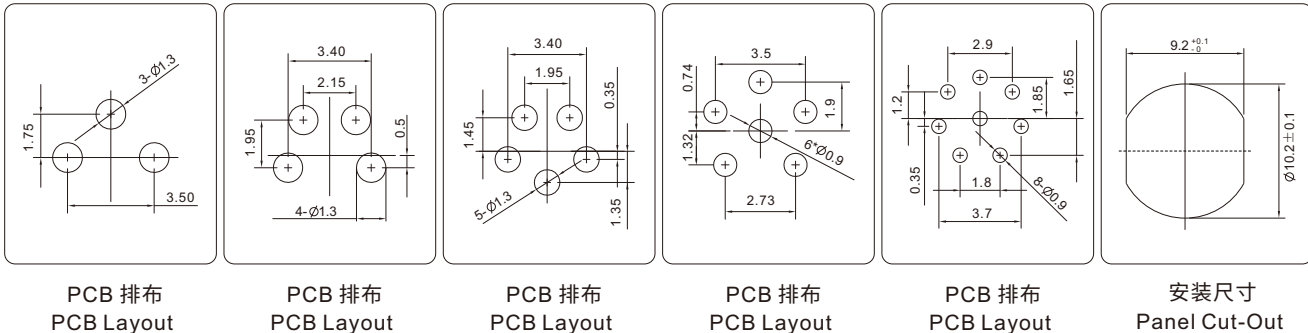 3-Ø1.3
1.75
3.50
PCB 排布
PCB Layout
3.40
2.15
1.95
0.5
4-Ø1.3
PCB 排布
PCB Layout
3.40
1.95
0.35
1.45
5-Ø1.3
1.35
PCB 排布
PCB Layout
3.5
0.74
1.9
1.32
6*Ø0.9
2.73
PCB 排布
PCB Layout
2.9
1.65
1.85
1.2
0.35
1.8
8-Ø0.9
3.7
PCB 排布
PCB Layout
9.2 +0.1 -0
Ø10.2±0.1
安装尺寸
Panel Cut-Out